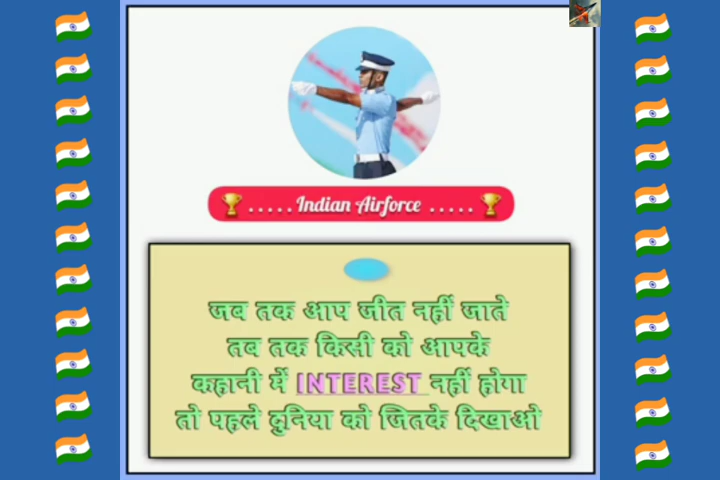 ..... Indian Airforce .....
जब तक आप जीत नहीं जाते
तब तक किसी को आपके
कहानी में INTEREST नहीं होगा
तो पहले दुनिया को जितके दिखाओ